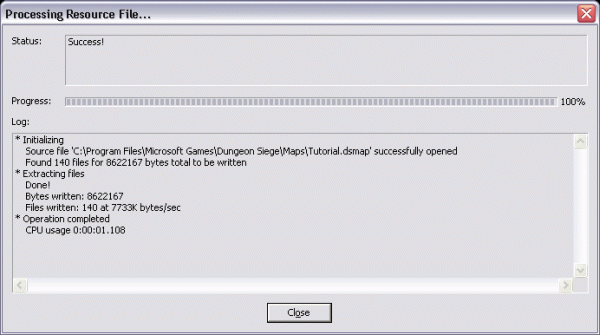 Processing Resource File...
Status:
Success!
Progress:
100%
Log:
* Initializing
Source file 'C:\Program Files\Microsoft Games\Dungeon Siege\Maps\Tutorial.dsmap' successfully opened
Found 140 files for 8622167 bytes total to be written
* Extracting files
Done!
Bytes written: 8622167
Files written: 140 at 7733K bytes/sec
* Operation completed
CPU usage 0:00:01.108
Close